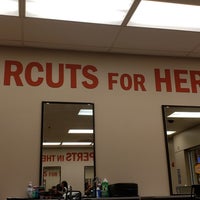 RCUTS FOR HER
PERTS IN THE